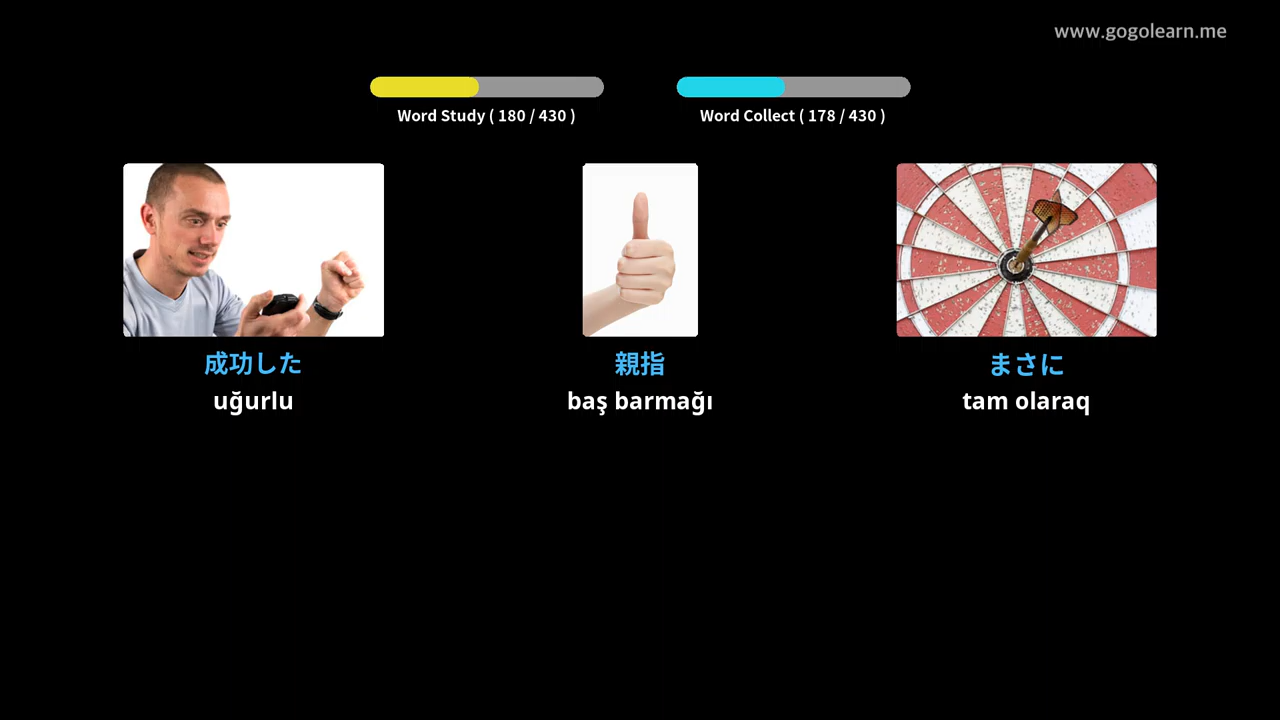 www.gogolearn.me
Word Study ( 180 / 430 )
Word Collect ( 178 / 430 )
成功した
親指
まさに
uğurlu
baş barmağı
tam olaraq